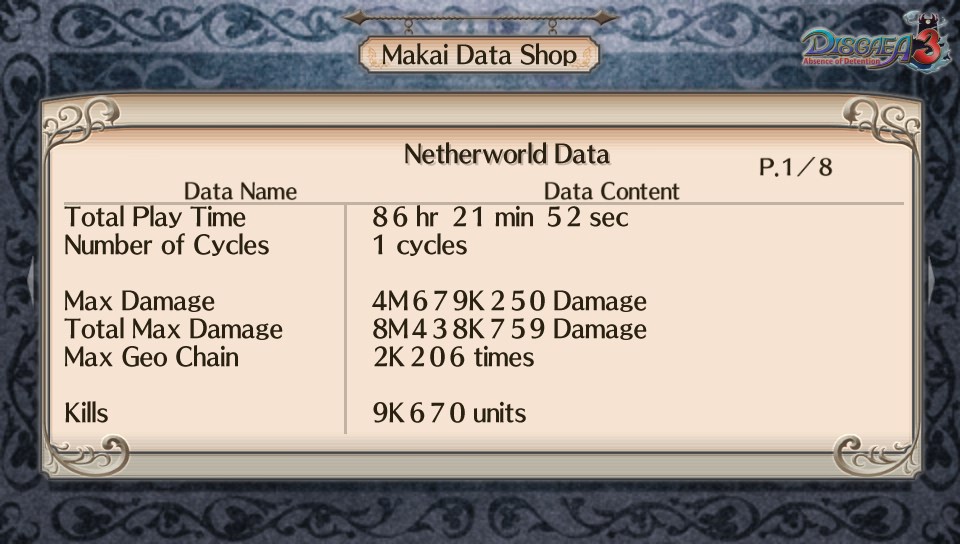 Makai Data Shop
DISGAEA 3
Absence of Detention
Netherworld Data
P.1/8
Data Name Data Content
Total Play Time 86 hr 21 min 52 sec
Number of Cycles 1 cycles
Max Damage 4M679K250 Damage
Total Max Damage 8M438K759 Damage
Max Geo Chain 2K206 times
Kills 9K670 units